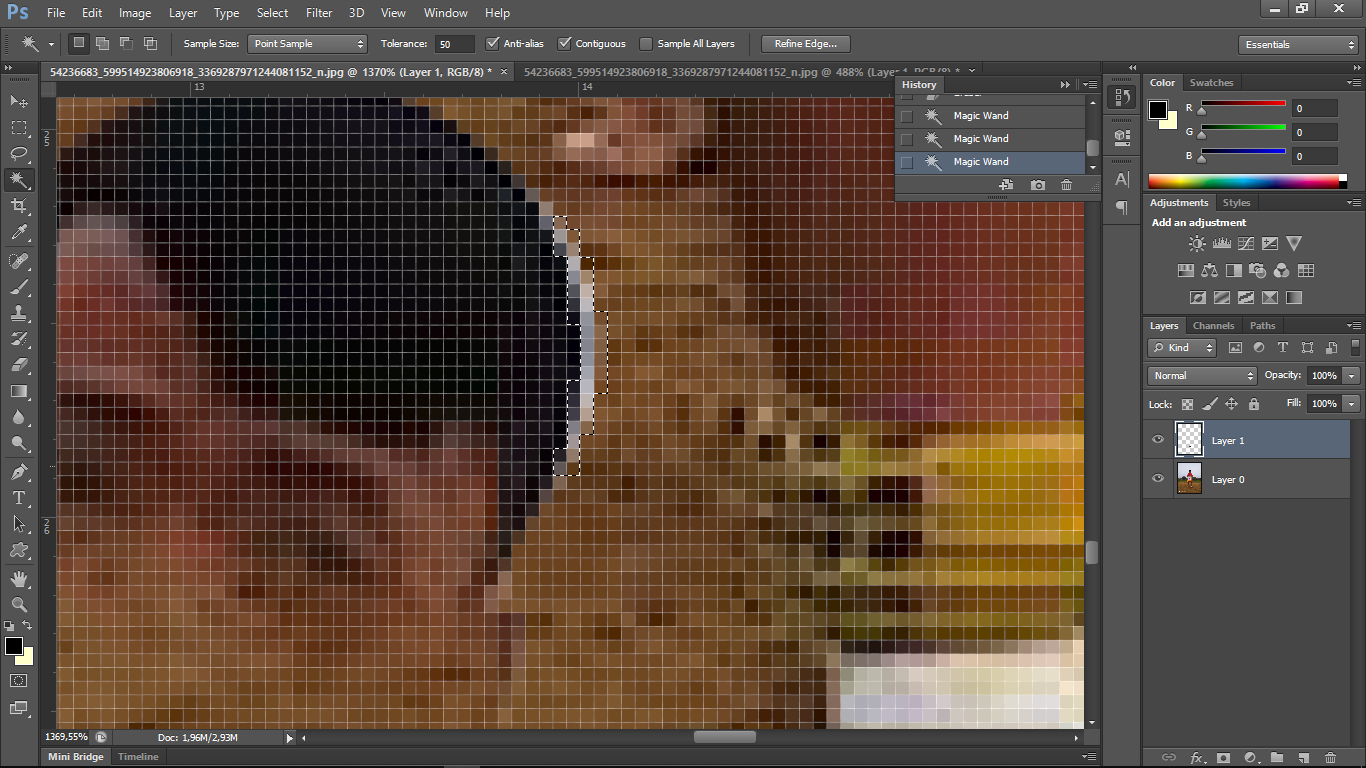 Ps File Edit Image Layer Type Select Filter 3D View Window Help
Sample Size: Point Sample Tolerance: 50 Anti-alias Contiguous Sample All Layers Refine Edge... Essentials
54236683_599514923806918_3369287971244081152_n.jpg @ 1370% (Layer 1, RGB/8) * × 54236683_599514923806918_3369287971244081152_n.jpg @ 488% (Layer 1, RGB/8) * ×
13 14
25
26
History
Eraser
Magic Wand
Magic Wand
Magic Wand
Color Swatches
R 0
G 0
B 0
Adjustments Styles
Add an adjustment
Layers Channels Paths
Kind
Normal Opacity: 100%
Lock: Fill: 100%
Layer 1
Layer 0
1369,55% Doc: 1,96M/2,93M
Mini Bridge Timeline